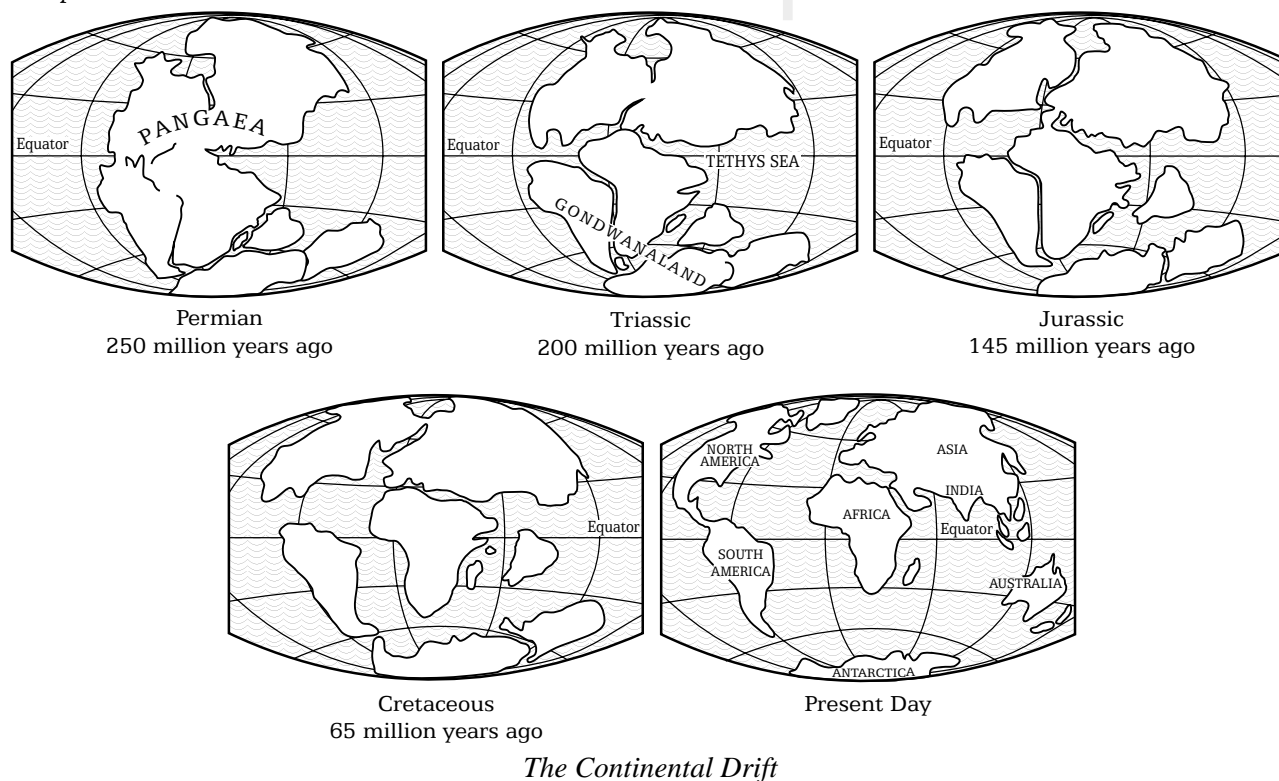 PANGAEA
Equator
Permian
250 million years ago
Equator
TETHYS SEA
GONDWANALAND
Triassic
200 million years ago
Equator
Jurassic
145 million years ago
Equator
Cretaceous
65 million years ago
NORTH
AMERICA
ASIA
INDIA
AFRICA
Equator
SOUTH
AMERICA
AUSTRALIA
ANTARCTICA
Present Day
The Continental Drift